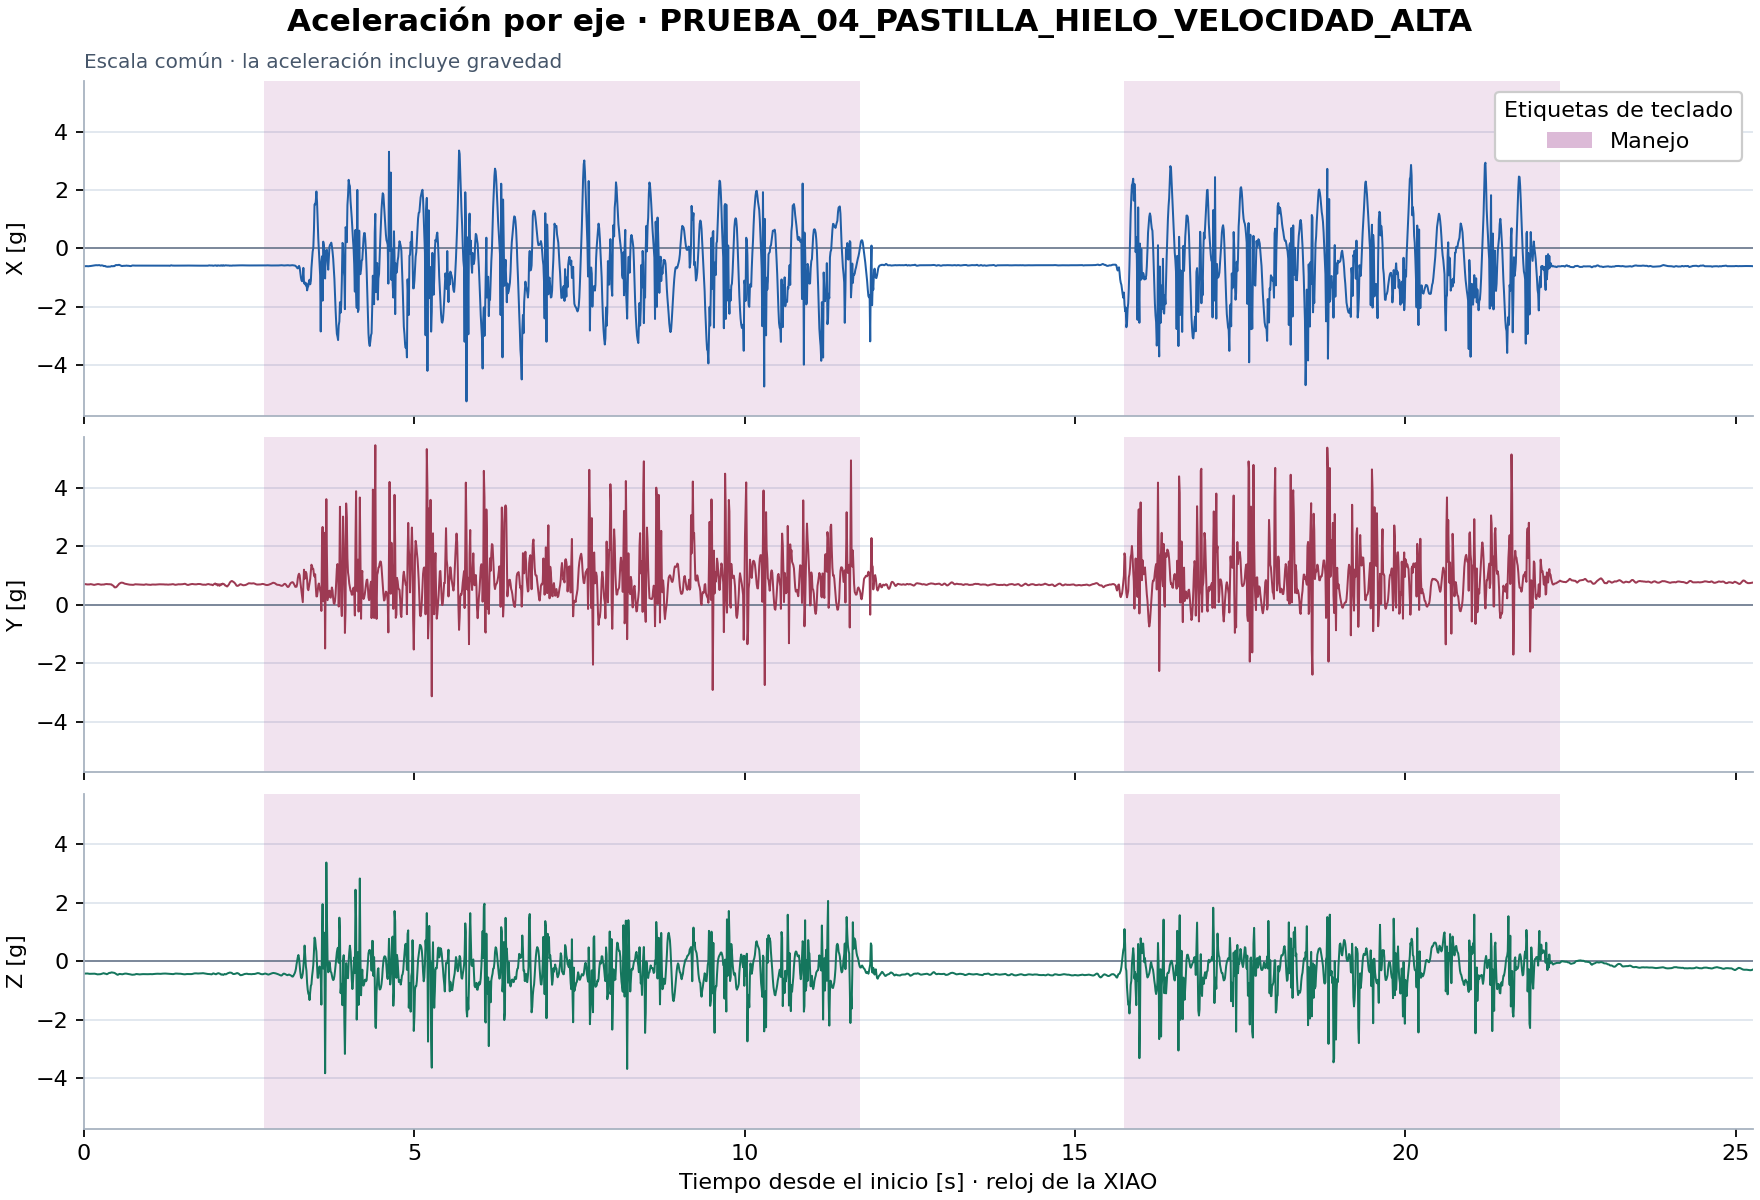 Aceleración por eje · PRUEBA_04_PASTILLA_HIELO_VELOCIDAD_ALTA
Escala común · la aceleración incluye gravedad
Etiquetas de teclado
Manejo
X [g]
4
2
0
−2
−4
Y [g]
4
2
0
−2
−4
Z [g]
4
2
0
−2
−4
0 5 10 15 20 25
Tiempo desde el inicio [s] · reloj de la XIAO